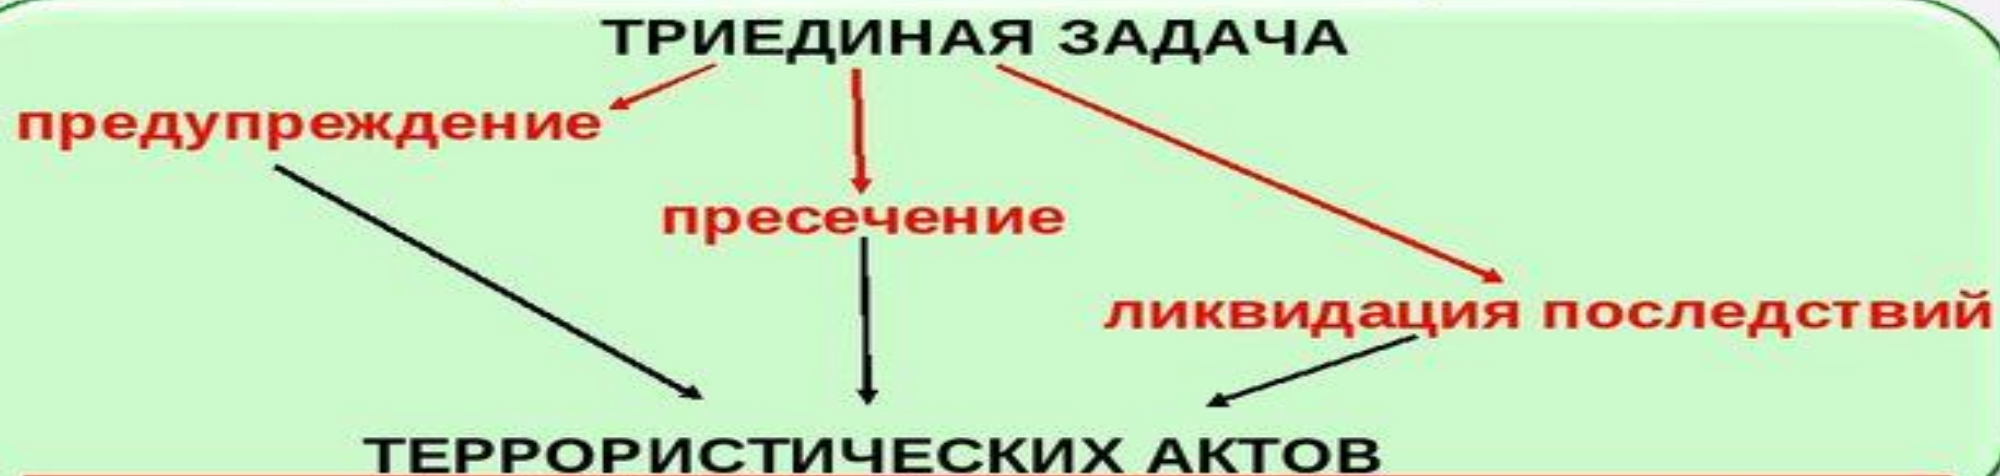 ТРИЕДИНАЯ ЗАДАЧА
предупреждение
пресечение
ликвидация последствий
ТЕРРОРИСТИЧЕСКИХ АКТОВ